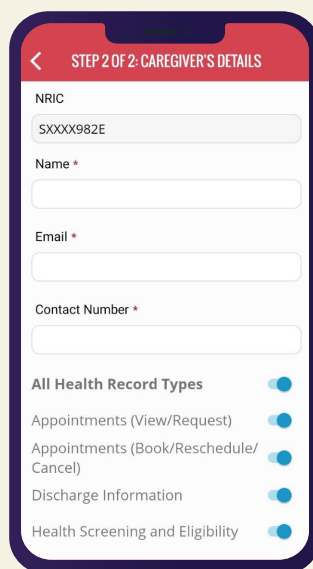 STEP 2 OF 2: CAREGIVER'S DETAILS
NRIC
SXXXX982E
Name *
Email *
Contact Number *
All Health Record Types
Appointments (View/Request)
Appointments (Book/Reschedule/
Cancel)
Discharge Information
Health Screening and Eligibility